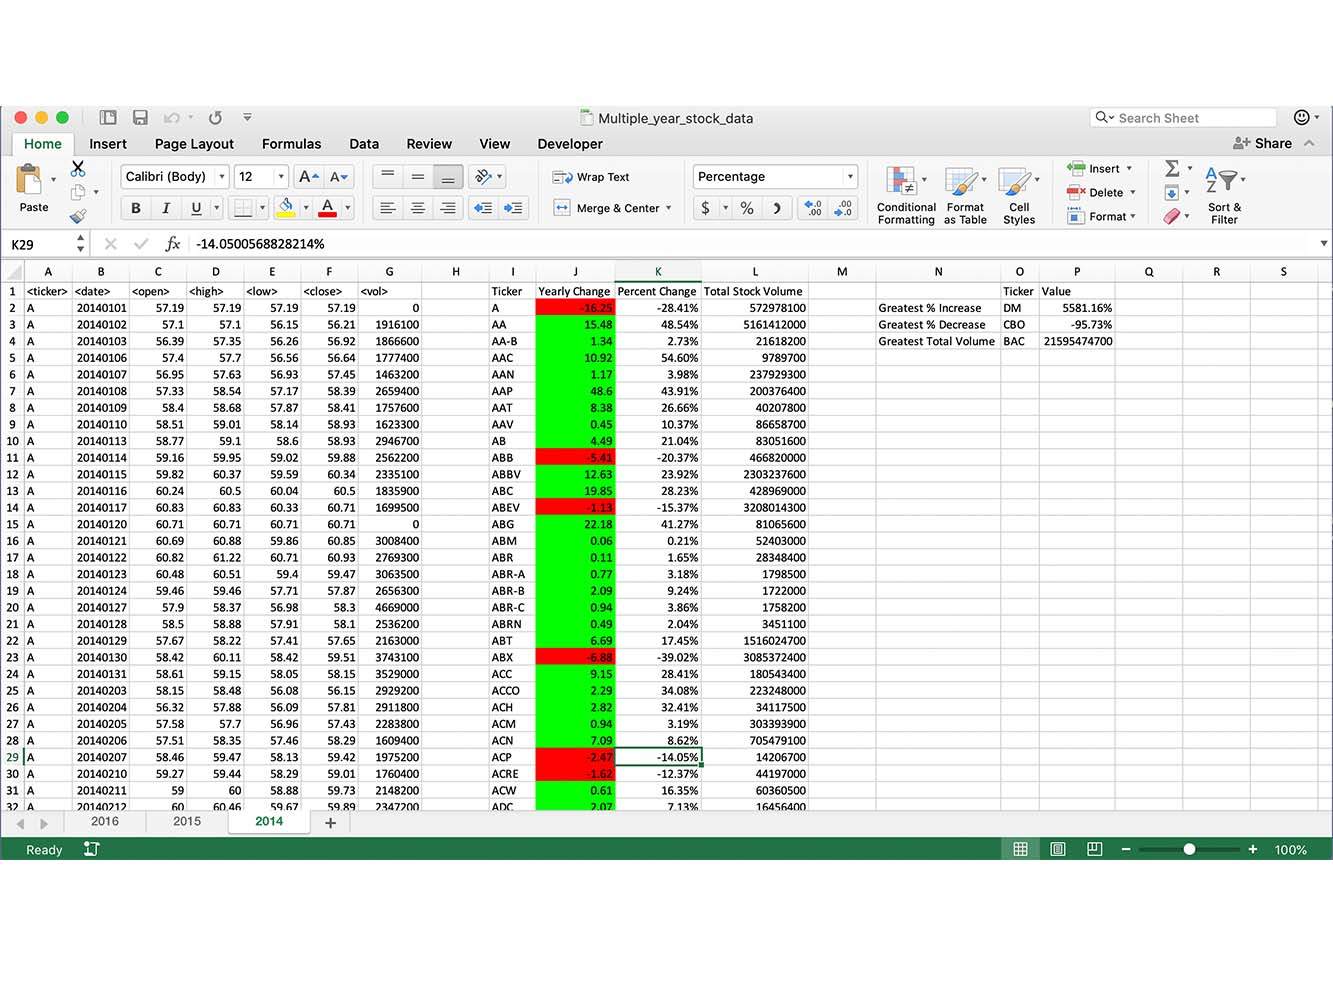 Multiple_year_stock_data
Search Sheet
Home Insert Page Layout Formulas Data Review View Developer Share
Paste Calibri (Body) 12 A A Wrap Text Percentage Insert
B I U A Merge & Center $ % Conditional Formatting Format as Table Cell Styles Delete Format Sort & Filter
K29 fx -14.0500568828214%
A B C D E F G H I J K L M N O P Q R S
1 <ticker> <date> <open> <high> <low> <close> <vol> Ticker Yearly Change Percent Change Total Stock Volume Ticker Value
2 A 20140101 57.19 57.19 57.19 57.19 0 A -16.25 -28.41% 572978100 Greatest % Increase DM 5581.16%
3 A 20140102 57.1 57.1 56.15 56.21 1916100 AA 15.48 48.54% 5161412000 Greatest % Decrease CBO -95.73%
4 A 20140103 56.39 57.35 56.26 56.92 1866600 AA-B 1.34 2.73% 21618200 Greatest Total Volume BAC 21595474700
5 A 20140106 57.4 57.7 56.56 56.64 1777400 AAC 10.92 54.60% 9789700
6 A 20140107 56.95 57.63 56.93 57.45 1463200 AAN 1.17 3.98% 237929300
7 A 20140108 57.33 58.54 57.17 58.39 2659400 AAP 48.6 43.91% 200376400
8 A 20140109 58.4 58.68 57.87 58.41 1757600 AAT 8.38 26.66% 40207800
9 A 20140110 58.51 59.01 58.14 58.93 1623300 AAV 0.45 10.37% 86658700
10 A 20140113 58.77 59.1 58.6 58.93 2946700 AB 4.49 21.04% 83051600
11 A 20140114 59.16 59.95 59.02 59.88 2562200 ABB -5.41 -20.37% 466820000
12 A 20140115 59.82 60.37 59.59 60.34 2335100 ABBV 12.63 23.92% 2303237600
13 A 20140116 60.24 60.5 60.04 60.5 1835900 ABC 19.85 28.23% 428969000
14 A 20140117 60.83 60.83 60.33 60.71 1699500 ABEV -1.13 -15.37% 3208014300
15 A 20140120 60.71 60.71 60.71 60.71 0 ABG 22.18 41.27% 81065600
16 A 20140121 60.69 60.88 59.86 60.85 3008400 ABM 0.06 0.21% 52403000
17 A 20140122 60.82 61.22 60.71 60.93 2769300 ABR 0.11 1.65% 28348400
18 A 20140123 60.48 60.51 59.4 59.47 3063500 ABR-A 0.77 3.18% 1798500
19 A 20140124 59.46 59.46 57.71 57.87 2656300 ABR-B 2.09 9.24% 1722000
20 A 20140127 57.9 58.37 56.98 58.3 4669000 ABR-C 0.94 3.86% 1758200
21 A 20140128 58.5 58.88 57.91 58.1 2536200 ABRN 0.49 2.04% 3451100
22 A 20140129 57.67 58.22 57.41 57.65 2163000 ABT 6.69 17.45% 1516024700
23 A 20140130 58.42 60.11 58.42 59.51 3743100 ABX -6.88 -39.02% 3085372400
24 A 20140131 58.61 59.15 58.05 58.15 3529000 ACC 9.15 28.41% 180543400
25 A 20140203 58.15 58.48 56.08 56.15 2929200 ACCO 2.29 34.08% 223248000
26 A 20140204 56.32 57.88 56.09 57.81 2911800 ACH 2.82 32.41% 34117500
27 A 20140205 57.58 57.7 56.96 57.43 2283800 ACM 0.94 3.19% 303393900
28 A 20140206 57.51 58.35 57.46 58.29 1609400 ACN 7.09 8.62% 705479100
29 A 20140207 58.46 59.47 58.13 59.42 1975200 ACP -2.47 -14.05% 14206700
30 A 20140210 59.27 59.44 58.29 59.01 1760400 ACRE -1.62 -12.37% 44197000
31 A 20140211 59 60 58.88 59.73 2148200 ACW 0.61 16.35% 60360500
32 A 20140212 60 60.46 59.67 59.89 2347200 ADC 2.07 7.13% 16456400
2016 2015 2014 +
Ready 100%